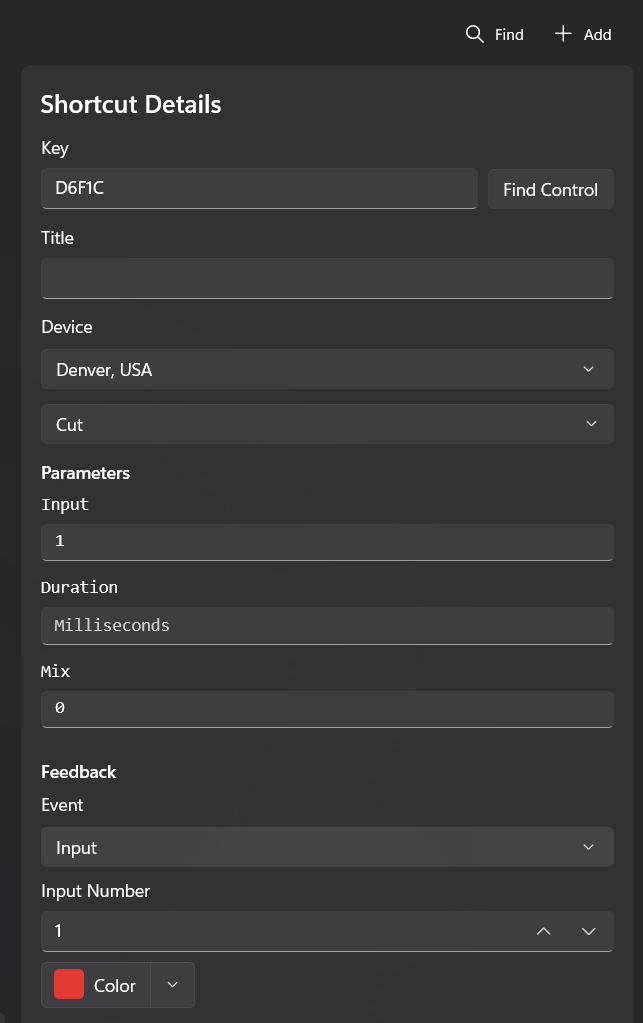 Find Add
Shortcut Details
Key
D6F1C Find Control
Title
Device
Denver, USA
Cut
Parameters
Input
1
Duration
Milliseconds
Mix
0
Feedback
Event
Input
Input Number
1
Color